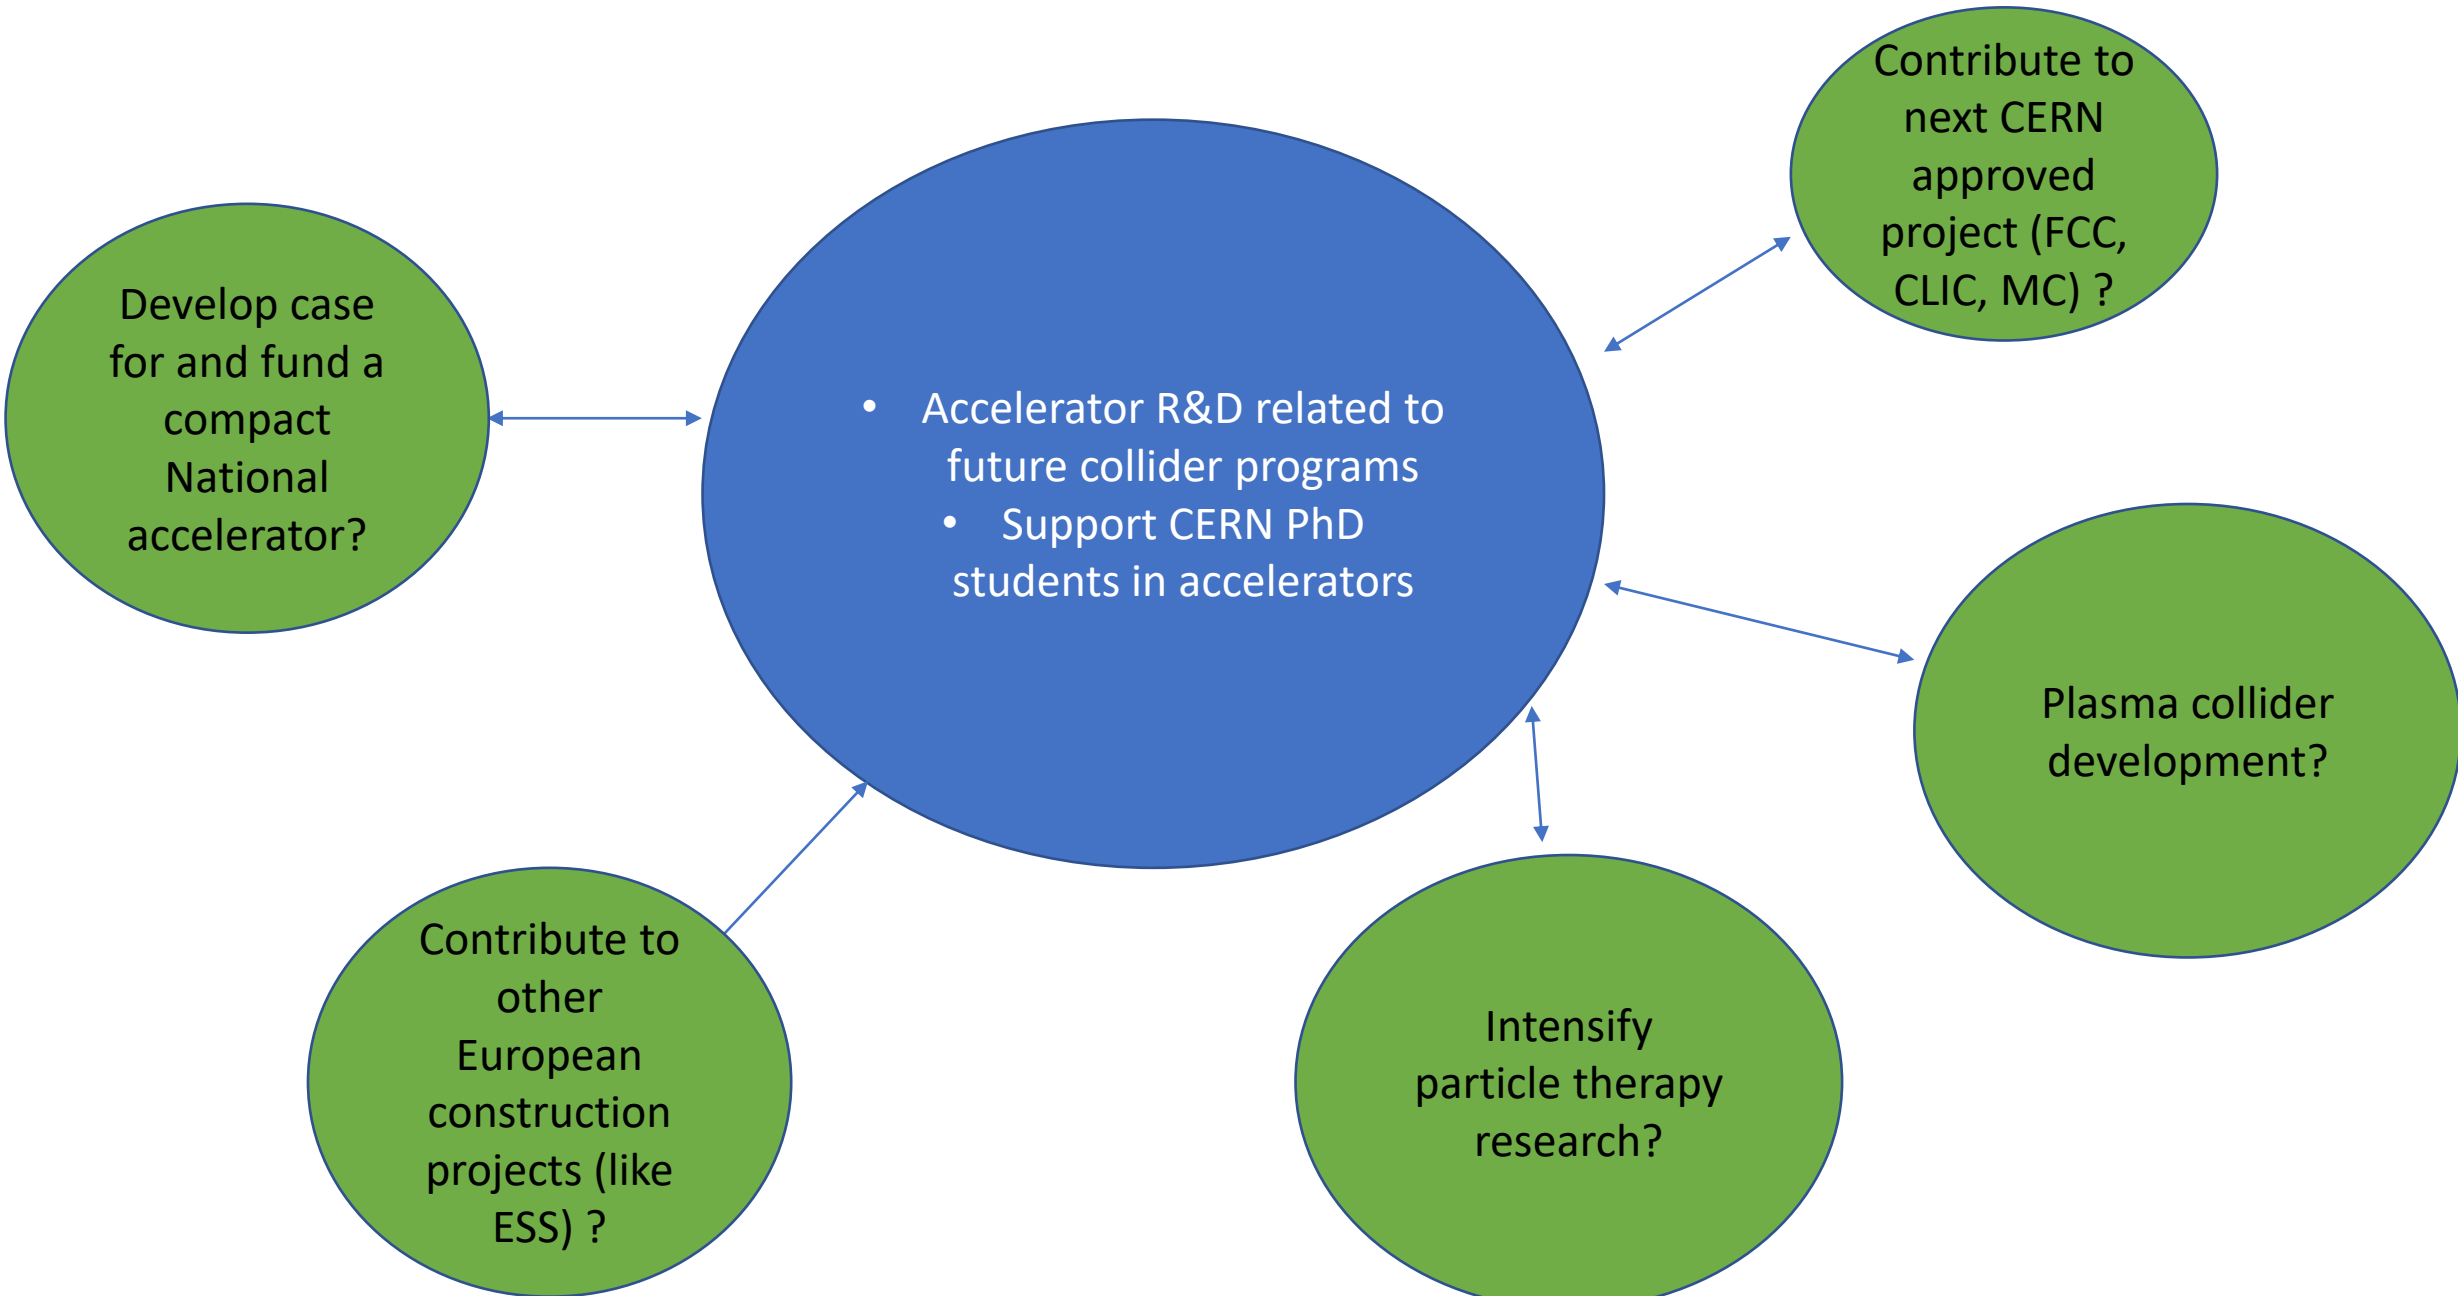 Contribute to
next CERN
approved
project (FCC,
CLIC, MC) ?
Develop case
for and fund a
compact
National
accelerator?
• Accelerator R&D related to
future collider programs
• Support CERN PhD
students in accelerators
Plasma collider
development?
Contribute to
other
European
construction
projects (like
ESS) ?
Intensify
particle therapy
research?